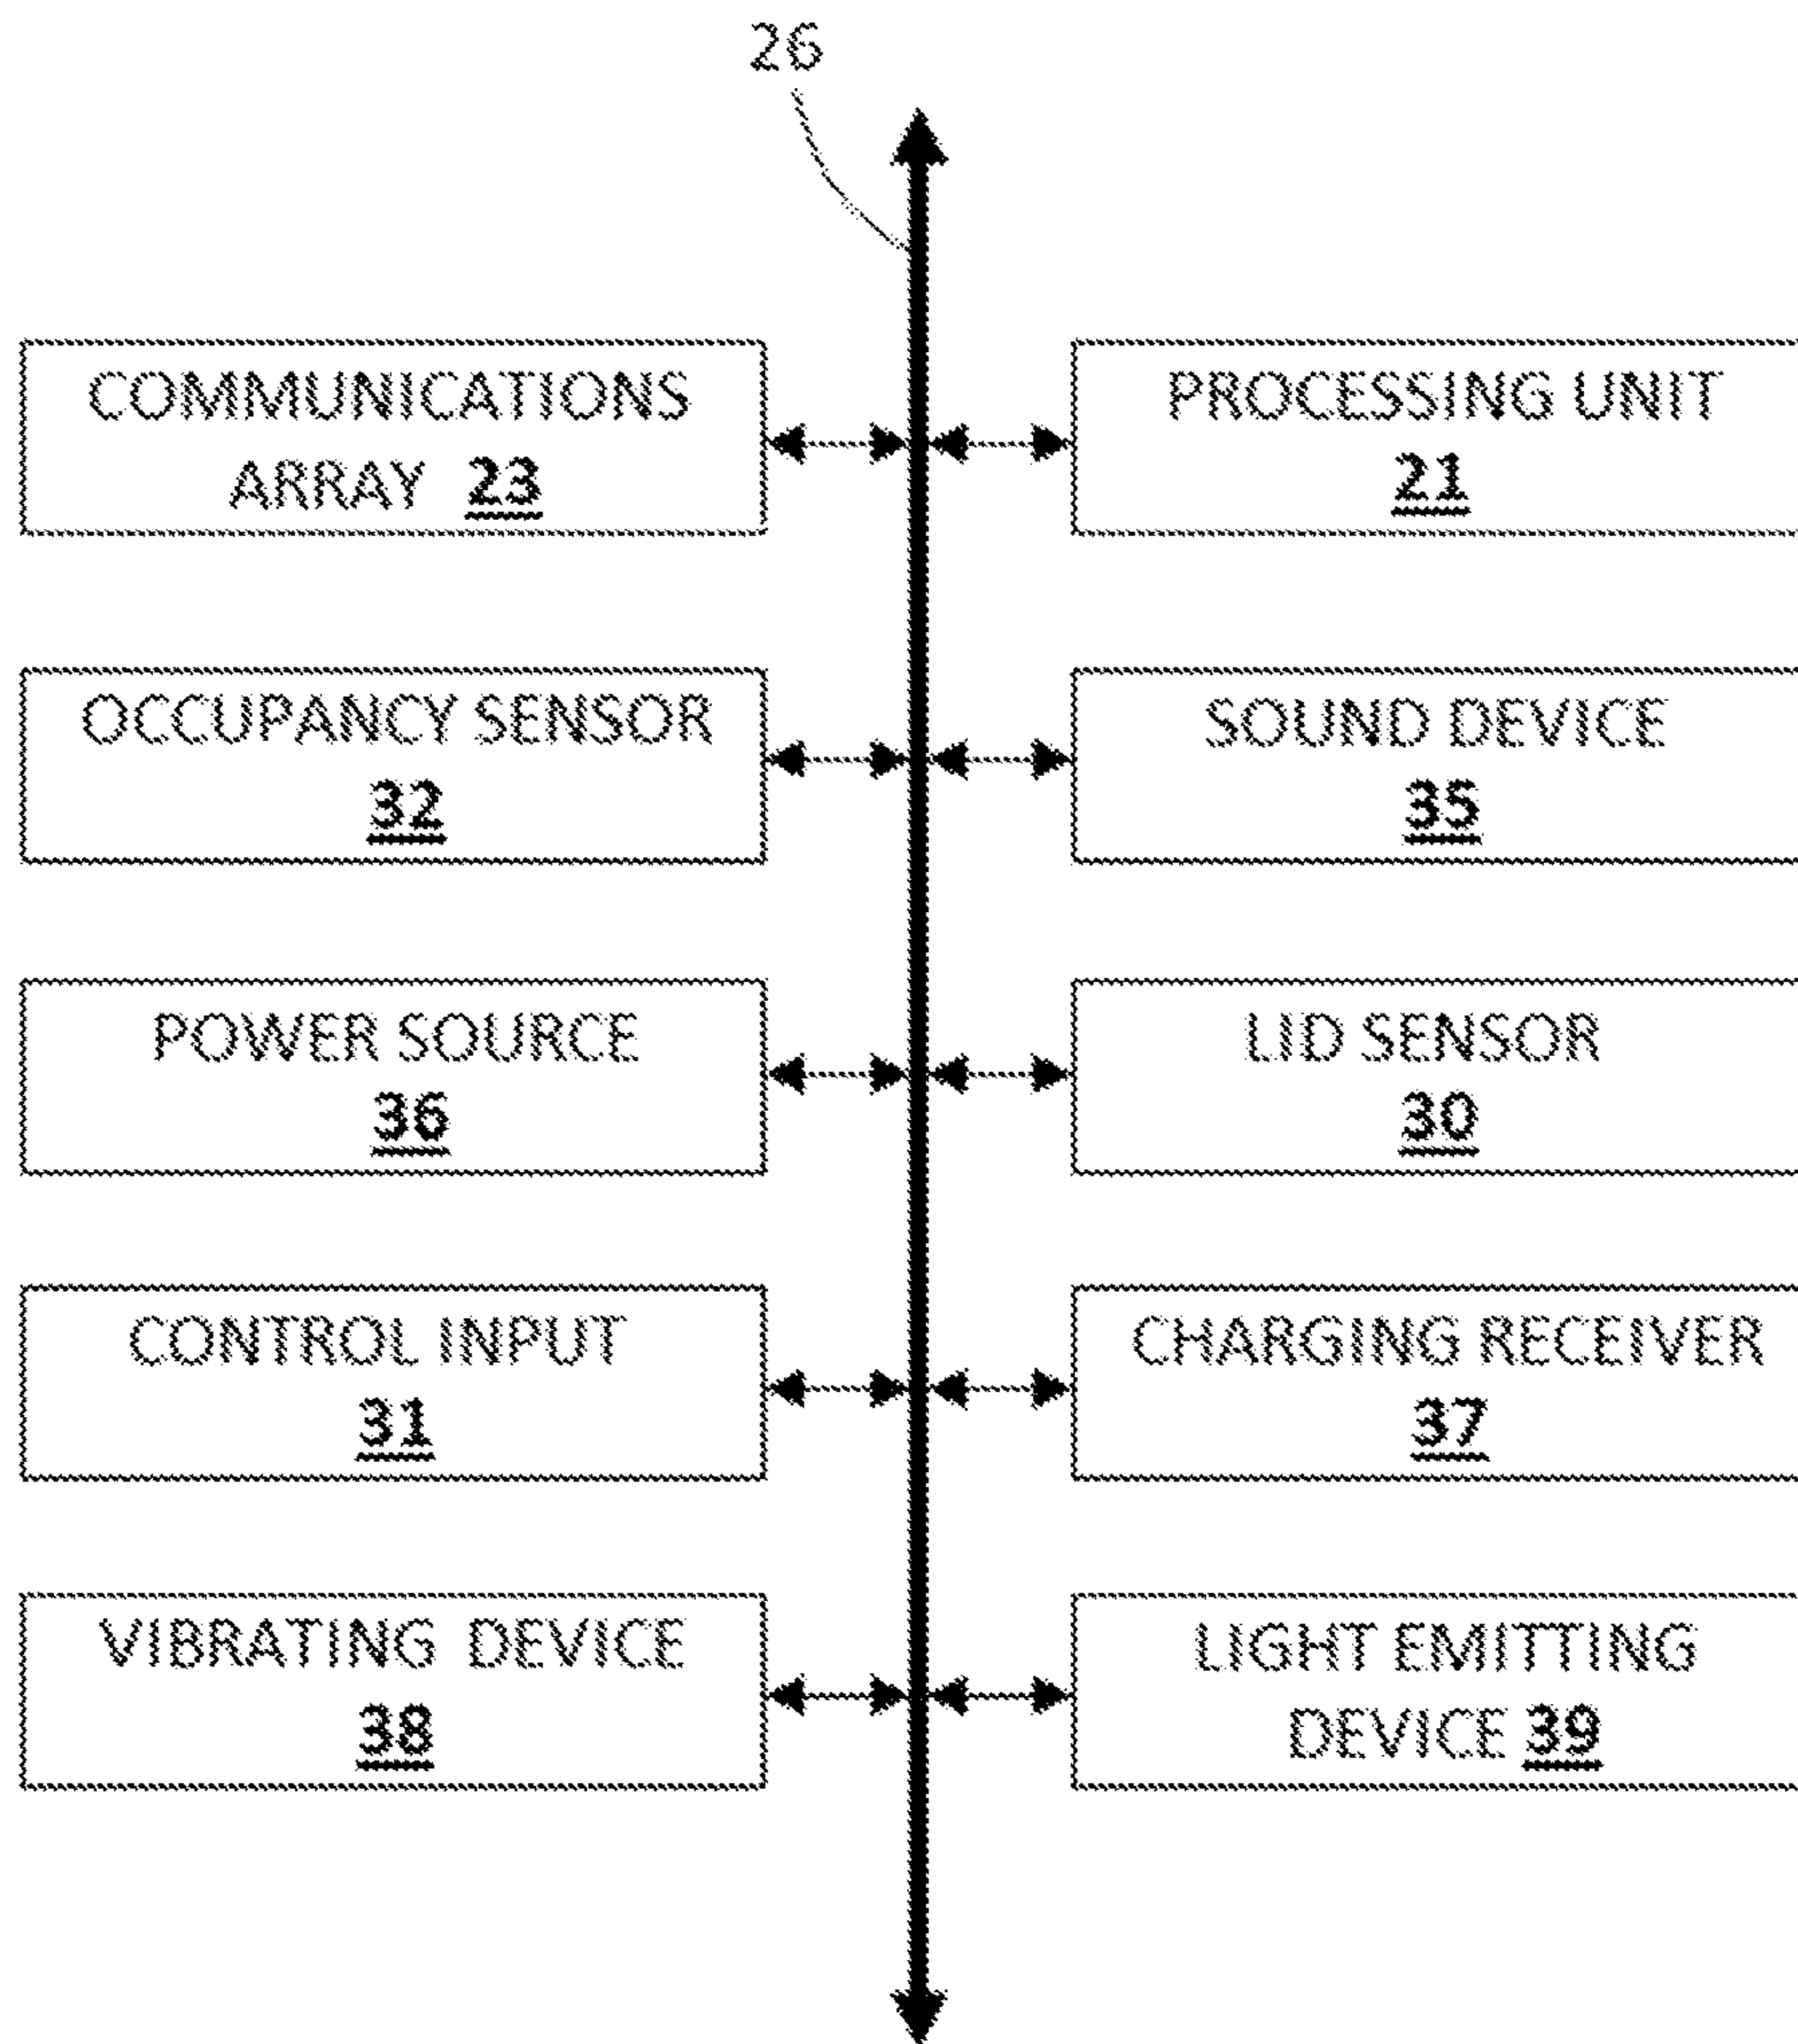 26
COMMUNICATIONS
ARRAY 23
PROCESSING UNIT
21
OCCUPANCY SENSOR
32
SOUND DEVICE
35
POWER SOURCE
36
LID SENSOR
30
CONTROL INPUT
31
CHARGING RECEIVER
37
VIBRATING DEVICE
38
LIGHT EMITTING
DEVICE 39